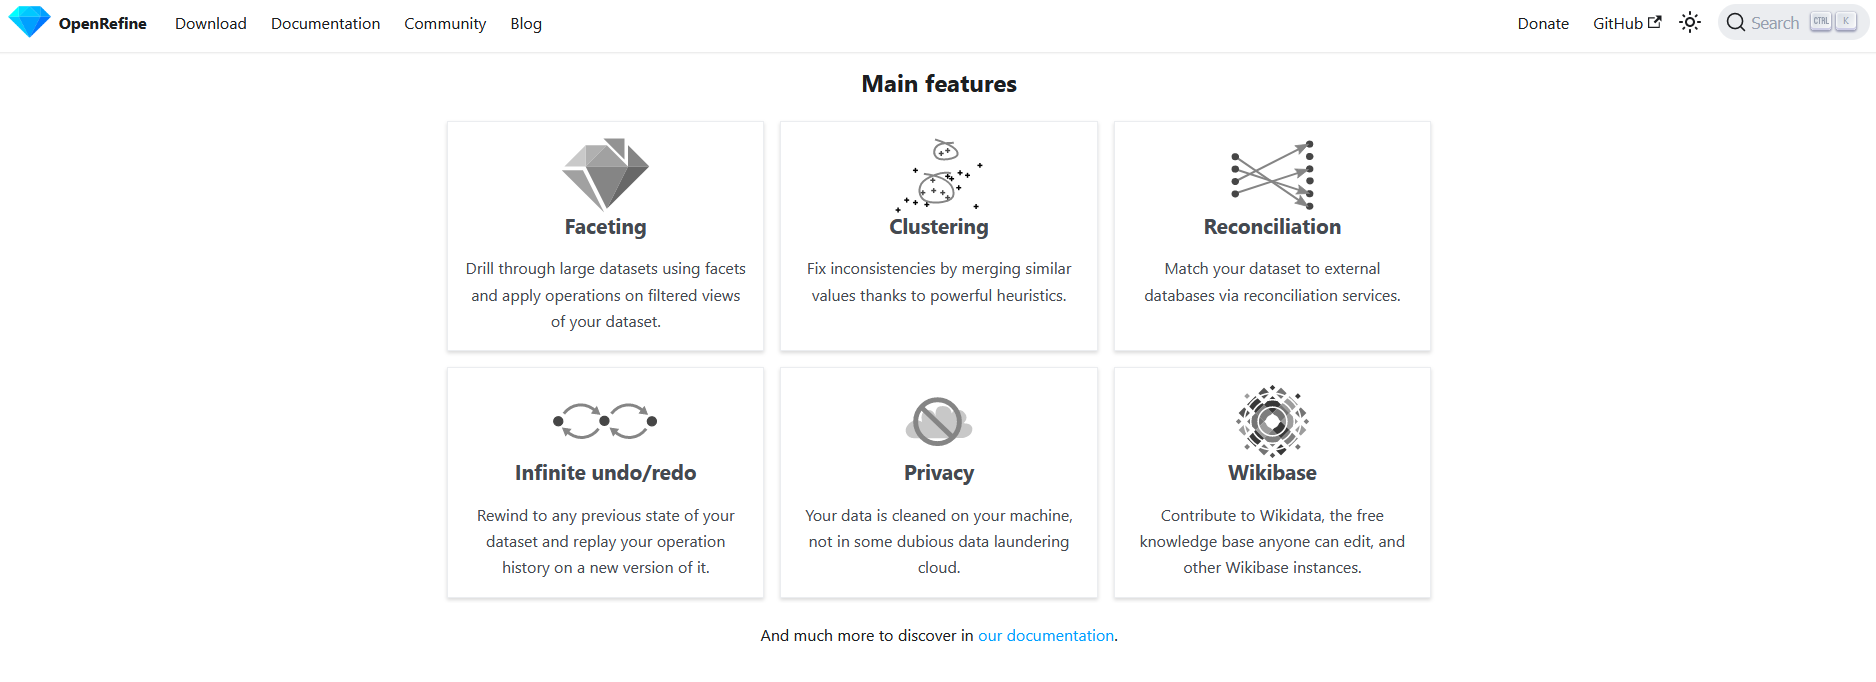 OpenRefine Download Documentation Community Blog Donate GitHub Search CTRL K
Main features
Faceting
Drill through large datasets using facets
and apply operations on filtered views
of your dataset.
Clustering
Fix inconsistencies by merging similar
values thanks to powerful heuristics.
Reconciliation
Match your dataset to external
databases via reconciliation services.
Infinite undo/redo
Rewind to any previous state of your
dataset and replay your operation
history on a new version of it.
Privacy
Your data is cleaned on your machine,
not in some dubious data laundering
cloud.
Wikibase
Contribute to Wikidata, the free
knowledge base anyone can edit, and
other Wikibase instances.
And much more to discover in our documentation.